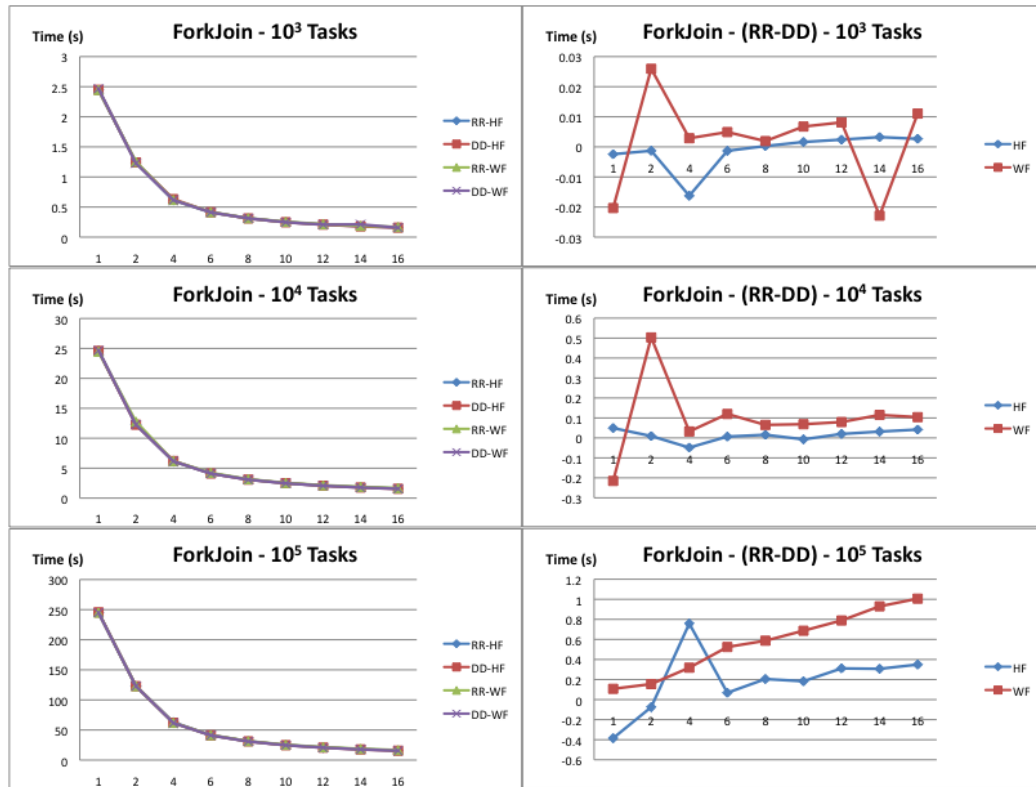 ForkJoin - 10³ Tasks
Time (s)
3
2.5
2
1.5
1
0.5
0
1 2 4 6 8 10 12 14 16
RR-HF
DD-HF
RR-WF
DD-WF
ForkJoin - (RR-DD) - 10³ Tasks
Time (s)
0.03
0.02
0.01
0
-0.01
-0.02
-0.03
1 2 4 6 8 10 12 14 16
HF
WF
ForkJoin - 10⁴ Tasks
Time (s)
30
25
20
15
10
5
0
1 2 4 6 8 10 12 14 16
RR-HF
DD-HF
RR-WF
DD-WF
ForkJoin - (RR-DD) - 10⁴ Tasks
Time (s)
0.6
0.5
0.4
0.3
0.2
0.1
0
-0.1
-0.2
-0.3
1 2 4 6 8 10 12 14 16
HF
WF
ForkJoin - 10⁵ Tasks
Time (s)
300
250
200
150
100
50
0
1 2 4 6 8 10 12 14 16
RR-HF
DD-HF
RR-WF
DD-WF
ForkJoin - (RR-DD) - 10⁵ Tasks
Time (s)
1.2
1
0.8
0.6
0.4
0.2
0
-0.2
-0.4
-0.6
1 2 4 6 8 10 12 14 16
HF
WF